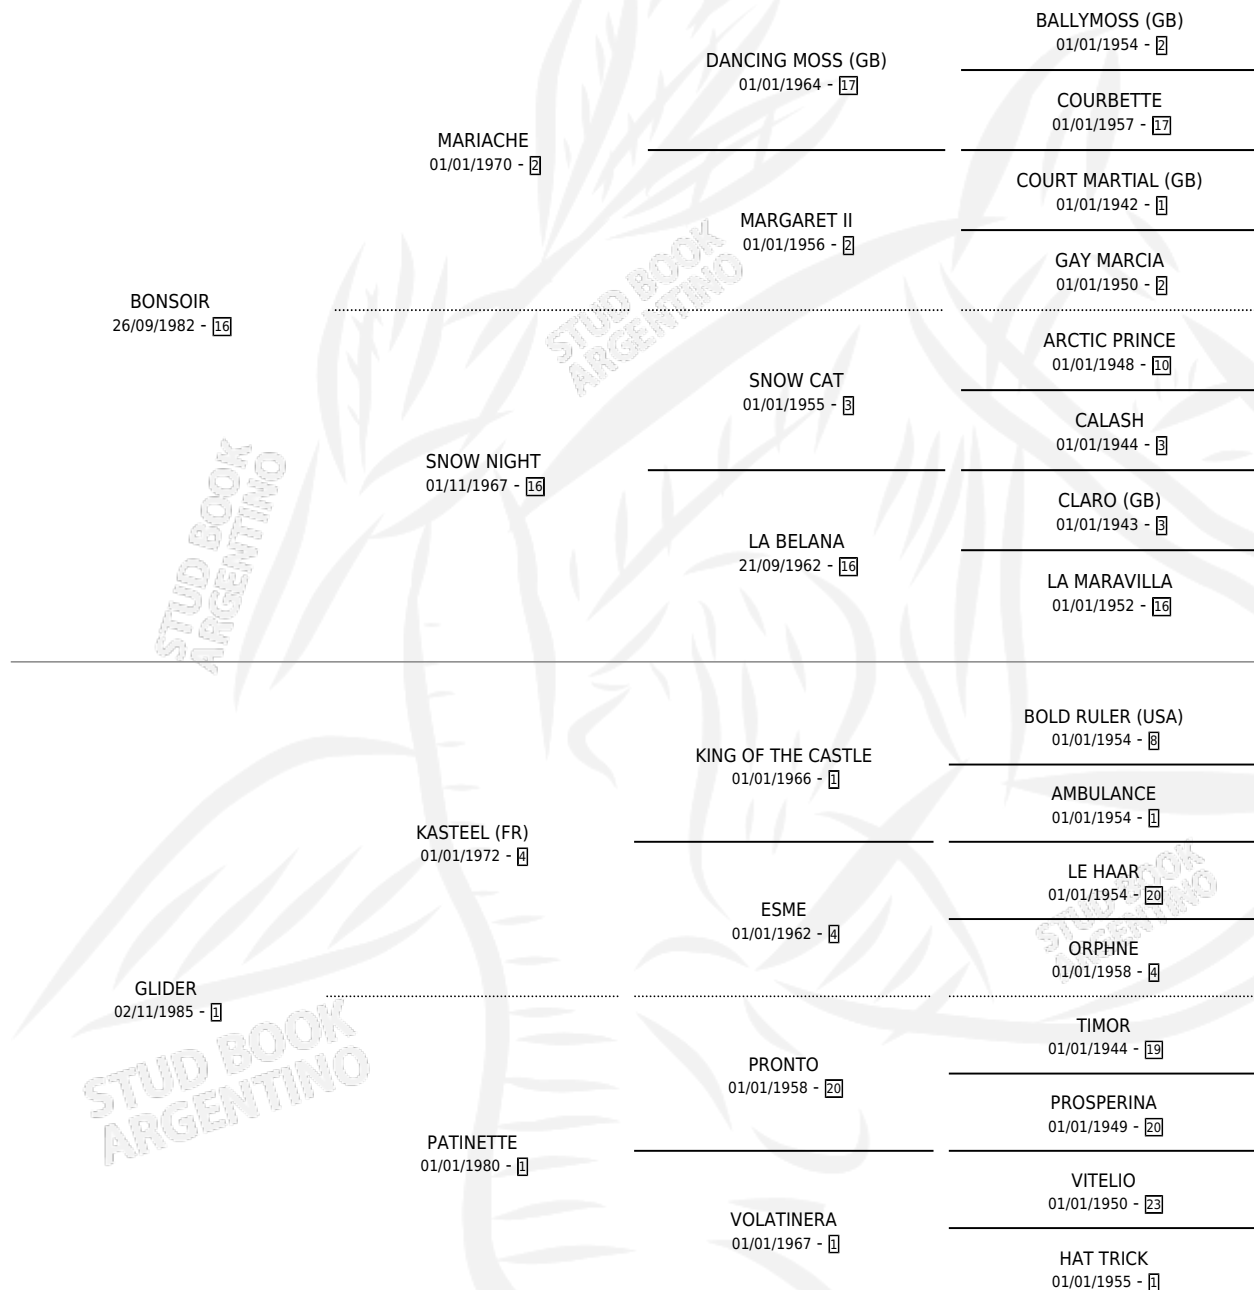 BALLYMOSS (GB)
01/01/1954 - 2
DANCING MOSS (GB)
01/01/1964 - 17
COURBETTE
01/01/1957 - 17
MARIACHE
01/01/1970 - 2
COURT MARTIAL (GB)
01/01/1942 - 1
MARGARET II
01/01/1956 - 2
GAY MARCIA
01/01/1950 - 2
BONSOIR
26/09/1982 - 16
ARCTIC PRINCE
01/01/1948 - 10
SNOW CAT
01/01/1955 - 3
CALASH
01/01/1944 - 3
SNOW NIGHT
01/11/1967 - 16
CLARO (GB)
01/01/1943 - 3
LA BELANA
21/09/1962 - 16
LA MARAVILLA
01/01/1952 - 16
BOLD RULER (USA)
01/01/1954 - 8
KING OF THE CASTLE
01/01/1966 - 1
AMBULANCE
01/01/1954 - 1
KASTEEL (FR)
01/01/1972 - 4
LE HAAR
01/01/1954 - 20
ESME
01/01/1962 - 4
ORPHNE
01/01/1958 - 4
GLIDER
02/11/1985 - 1
TIMOR
01/01/1944 - 19
PRONTO
01/01/1958 - 20
PROSPERINA
01/01/1949 - 20
PATINETTE
01/01/1980 - 1
VITELIO
01/01/1950 - 23
VOLATINERA
01/01/1967 - 1
HAT TRICK
01/01/1955 - 1
STUD BOOK
ARGENTINO
STUD BOOK
ARGENTINO
STUD BOOK
ARGENTINO
STUD BOOK
ARGENTINO